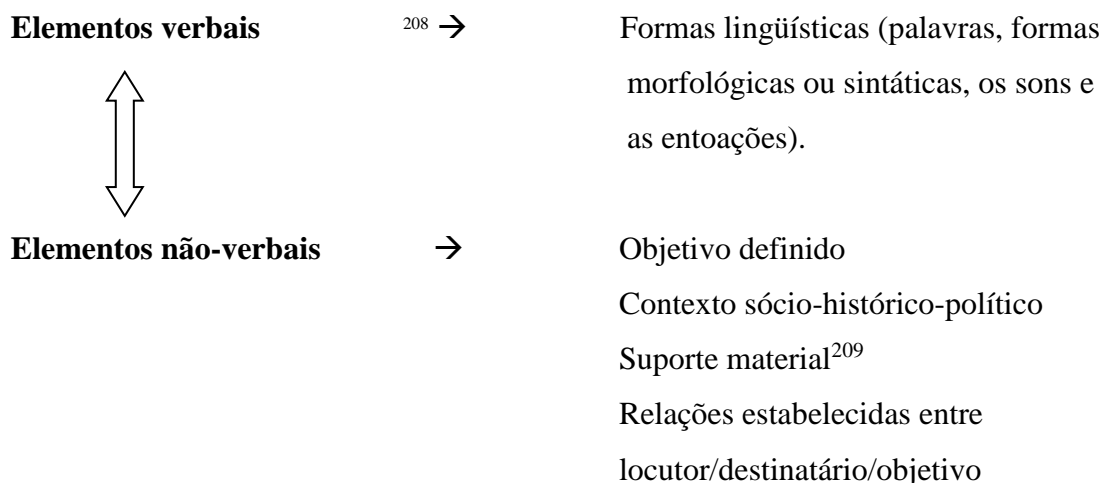 Elementos verbais 208 → Formas lingüísticas (palavras, formas
morfológicas ou sintáticas, os sons e
as entoações).
Elementos não-verbais → Objetivo definido
Contexto sócio-histórico-político
Suporte material209
Relações estabelecidas entre
locutor/destinatário/objetivo